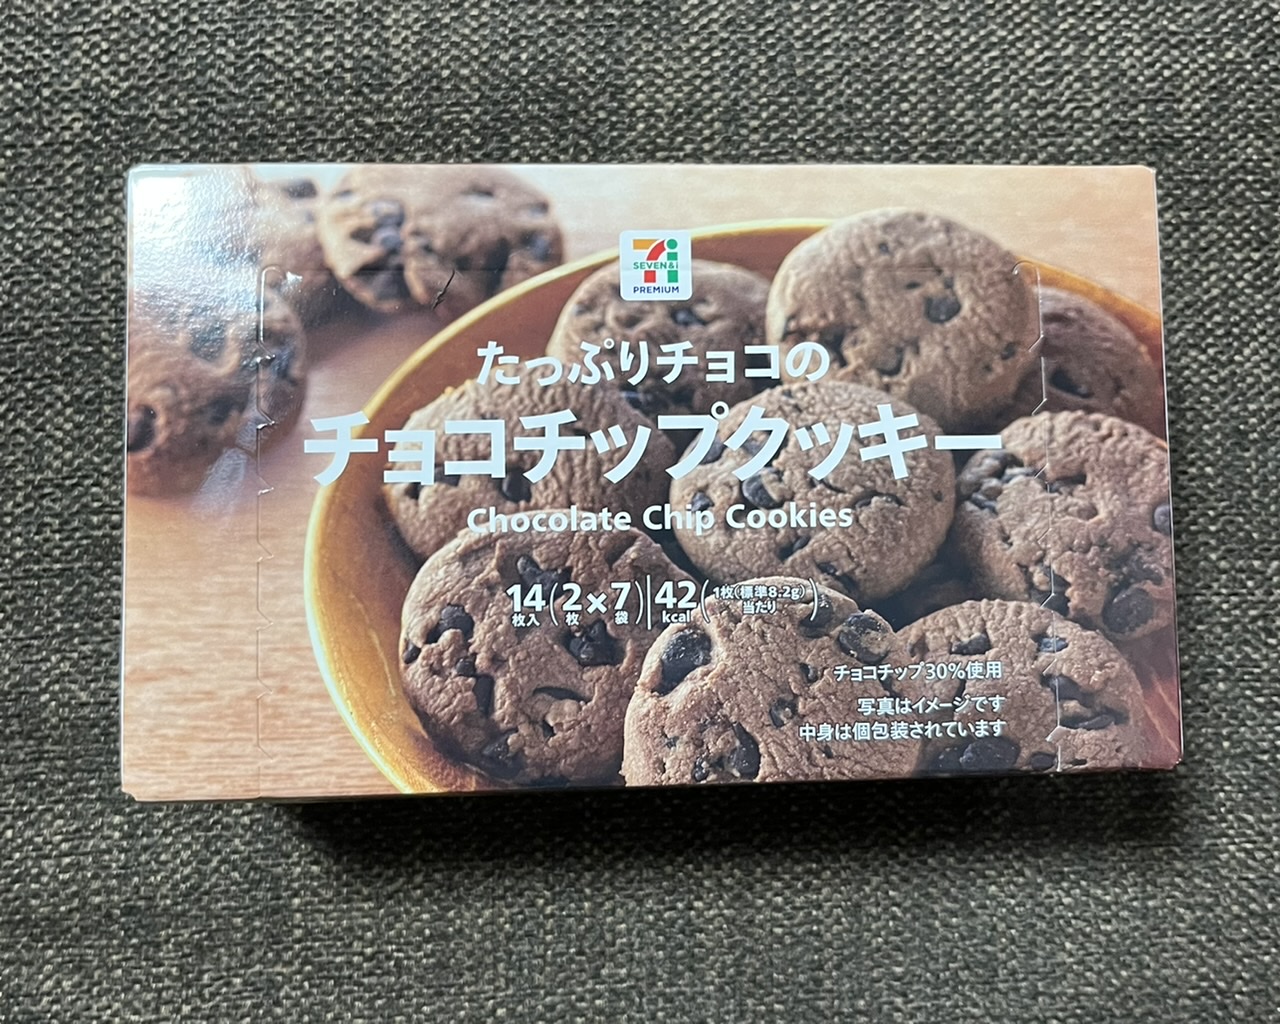 SEVEN&i
PREMIUM
たっぷりチョコの
チョコチップクッキー
Chocolate Chip Cookies
14枚入(2枚×7袋)|42kcal(1枚(標準8.2g)当たり)
チョコチップ30%使用
写真はイメージです
中身は個包装されています